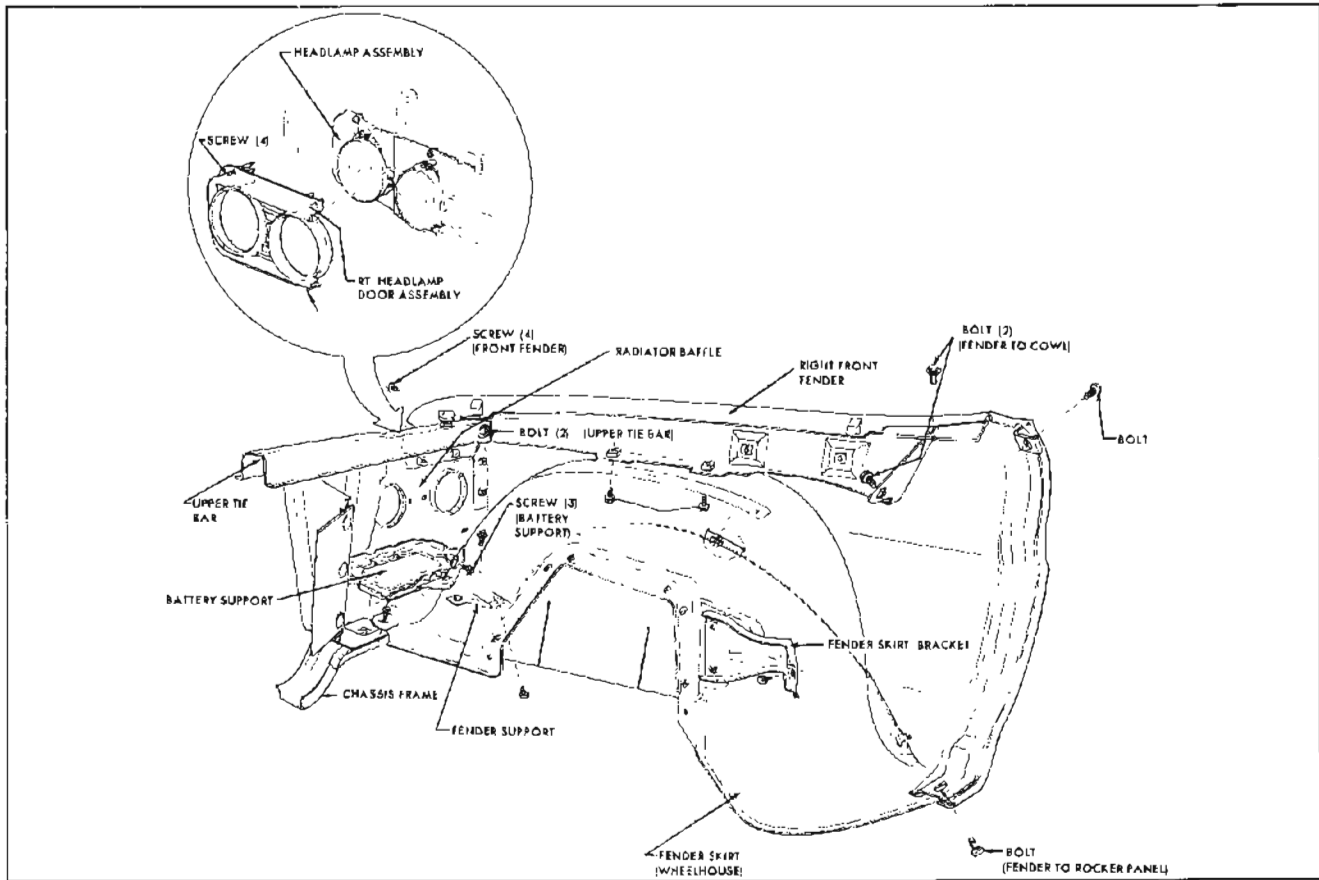 HEADLAMP ASSEMBLY
SCREW (4)
RT HEADLAMP
DOOR ASSEMBLY
SCREW (4)
(FRONT FENDER)
RADIATOR BAFFLE
RIGHT FRONT
FENDER
BOLT (2)
(FENDER TO COWL)
BOLT
BOLT (2) (UPPER TIE BAR)
UPPER TIE
BAR
SCREW (3)
(BATTERY
SUPPORT)
BATTERY SUPPORT
FENDER SKIRT BRACKET
CHASSIS FRAME
FENDER SUPPORT
FENDER SKIRT
(WHEELHOUSE)
BOLT
(FENDER TO ROCKER PANEL)